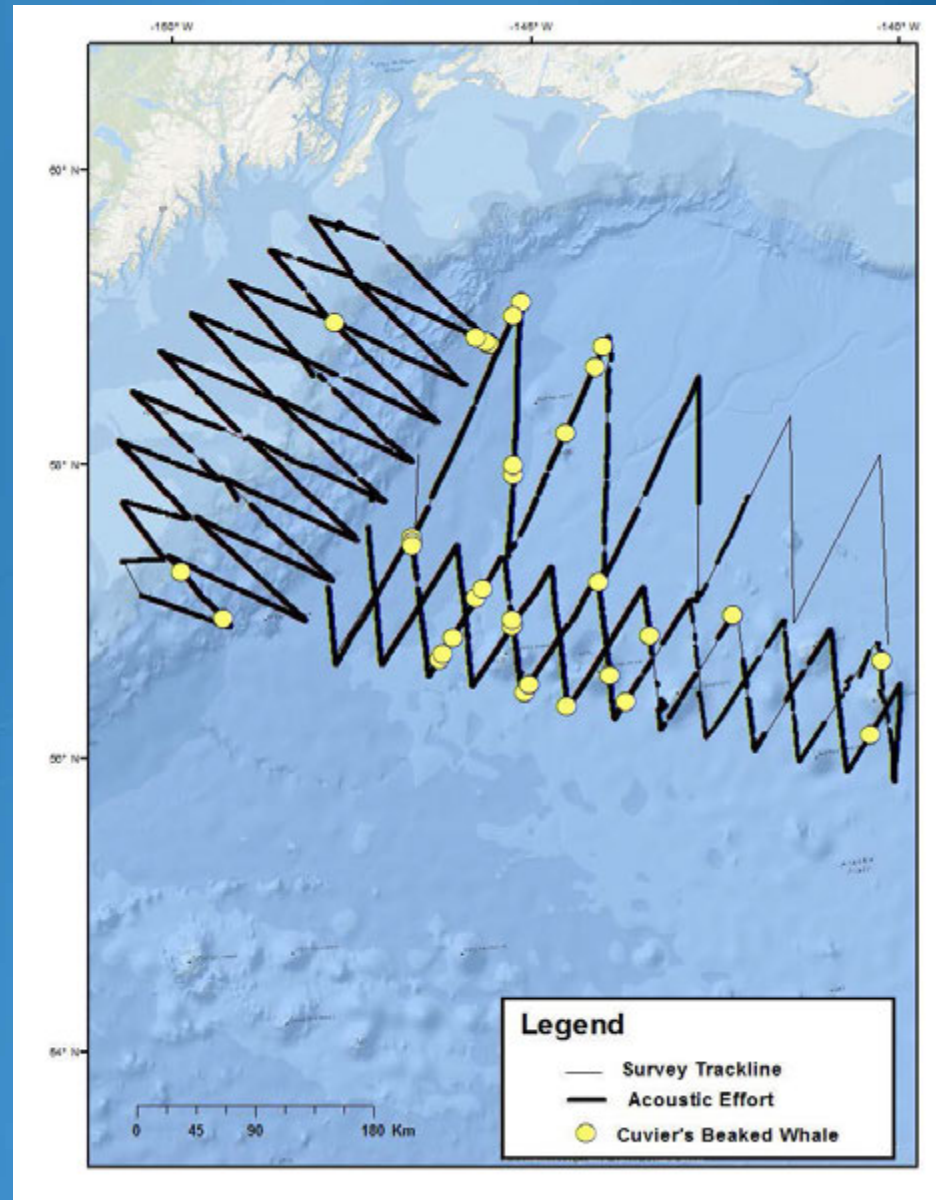 -150° W -145° W -140° W
60° N
58° N
56° N
54° N
Legend
Survey Trackline
Acoustic Effort
Cuvier's Beaked Whale
0 45 90 180 Km